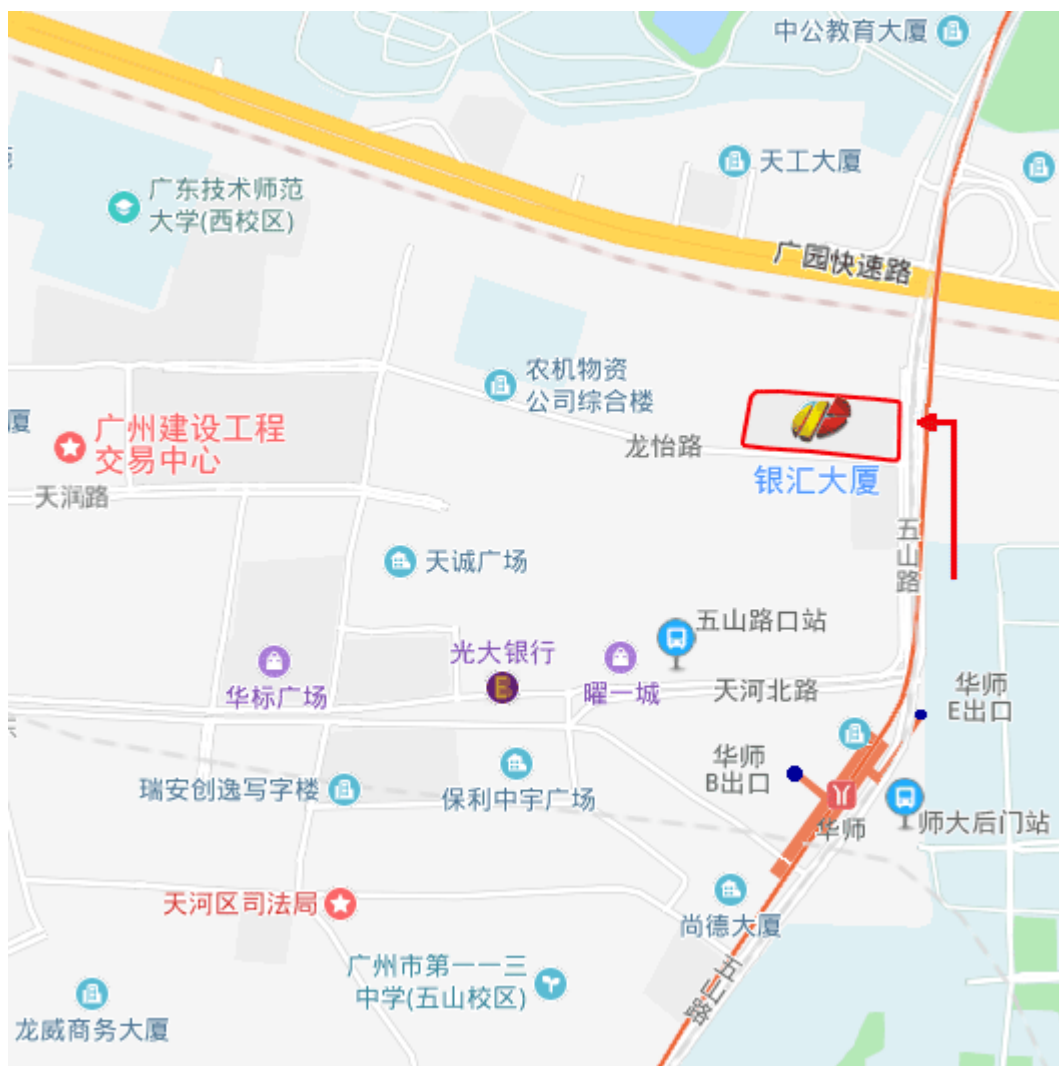 中公教育大厦
天工大厦
广东技术师范
大学(西校区)
广园快速路
农机物资
公司综合楼
厦
广州建设工程
交易中心
龙怡路
银汇大厦
天润路
五山路
天诚广场
五山路口站
光大银行
华标广场
曜一城
天河北路
华师
E出口
华师
B出口
瑞安创逸写字楼
保利中宇广场
华师
师大后门站
天河区司法局
尚德大厦
广州市第一一三
中学(五山校区)
五山路
龙威商务大厦